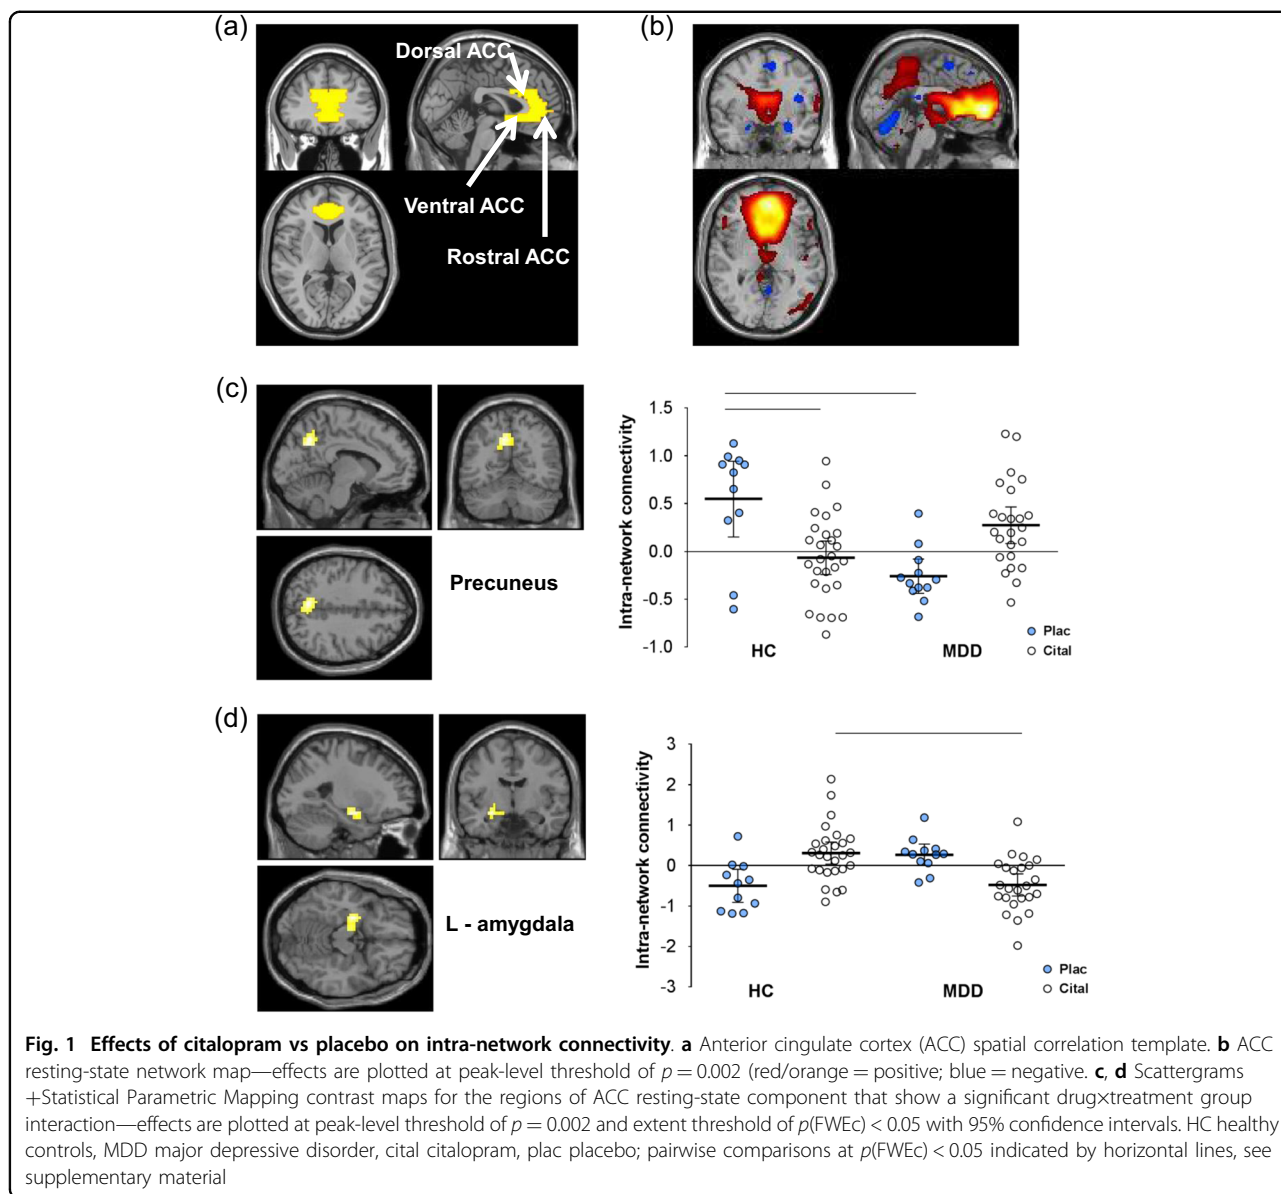 (a)
Dorsal ACC
Ventral ACC
Rostral ACC
(b)
(c)
Precuneus
Intra-network connectivity
1.5
1.0
0.5
0.0
-0.5
-1.0
HC
MDD
Plac
Cital
(d)
L - amygdala
Intra-network connectivity
3
2
1
0
-1
-2
-3
HC
MDD
Plac
Cital
Fig. 1 Effects of citalopram vs placebo on intra-network connectivity. a Anterior cingulate cortex (ACC) spatial correlation template. b ACC
resting-state network map—effects are plotted at peak-level threshold of p = 0.002 (red/orange = positive; blue = negative. c, d Scattergrams
+Statistical Parametric Mapping contrast maps for the regions of ACC resting-state component that show a significant drug×treatment group
interaction—effects are plotted at peak-level threshold of p = 0.002 and extent threshold of p(FWEc) < 0.05 with 95% confidence intervals. HC healthy
controls, MDD major depressive disorder, cital citalopram, plac placebo; pairwise comparisons at p(FWEc) < 0.05 indicated by horizontal lines, see
supplementary material